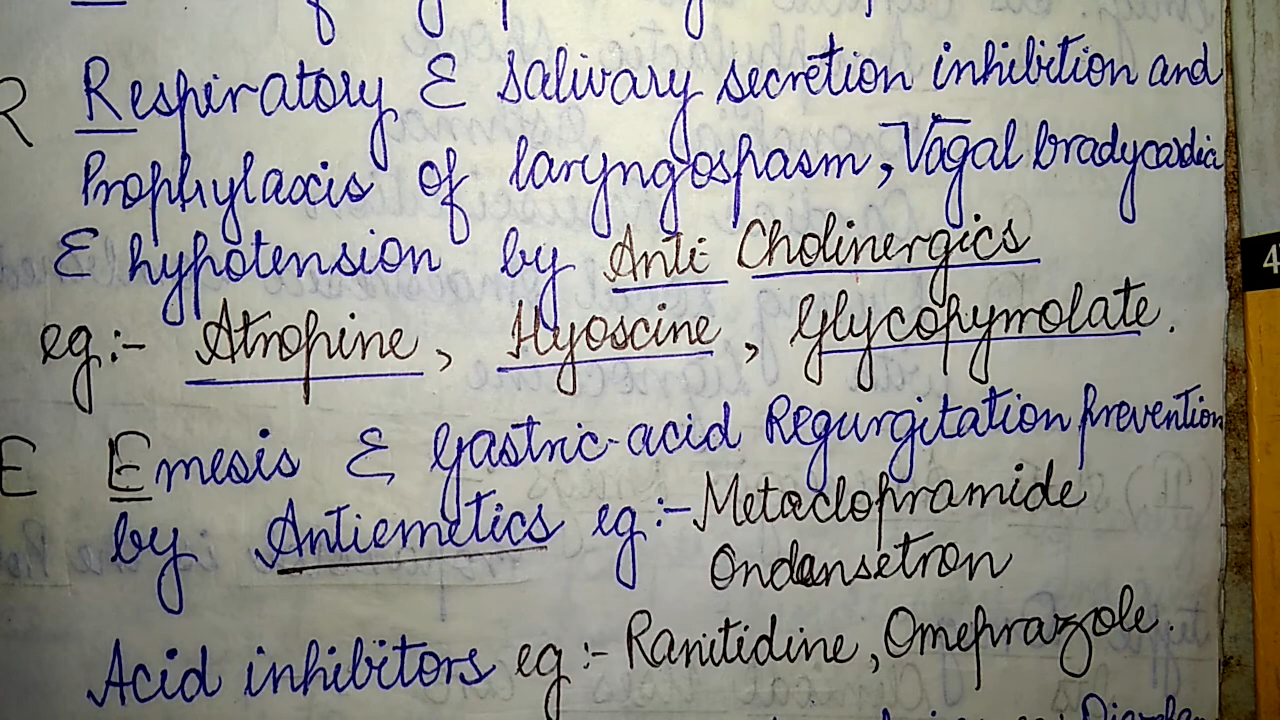 R Respiratory & Salivary secretion inhibition and
Prophylaxis of laryngospasm, Vagal bradycardia
& hypotension by Anti Cholinergics
eg:- Atropine, Hyoscine, Glycopyrrolate.
E Emesis & Gastric-acid Regurgitation prevention
by Antiemetics eg:- Metaclopramide
Ondansetron
Acid inhibitors eg:- Ranitidine, Omeprazole.